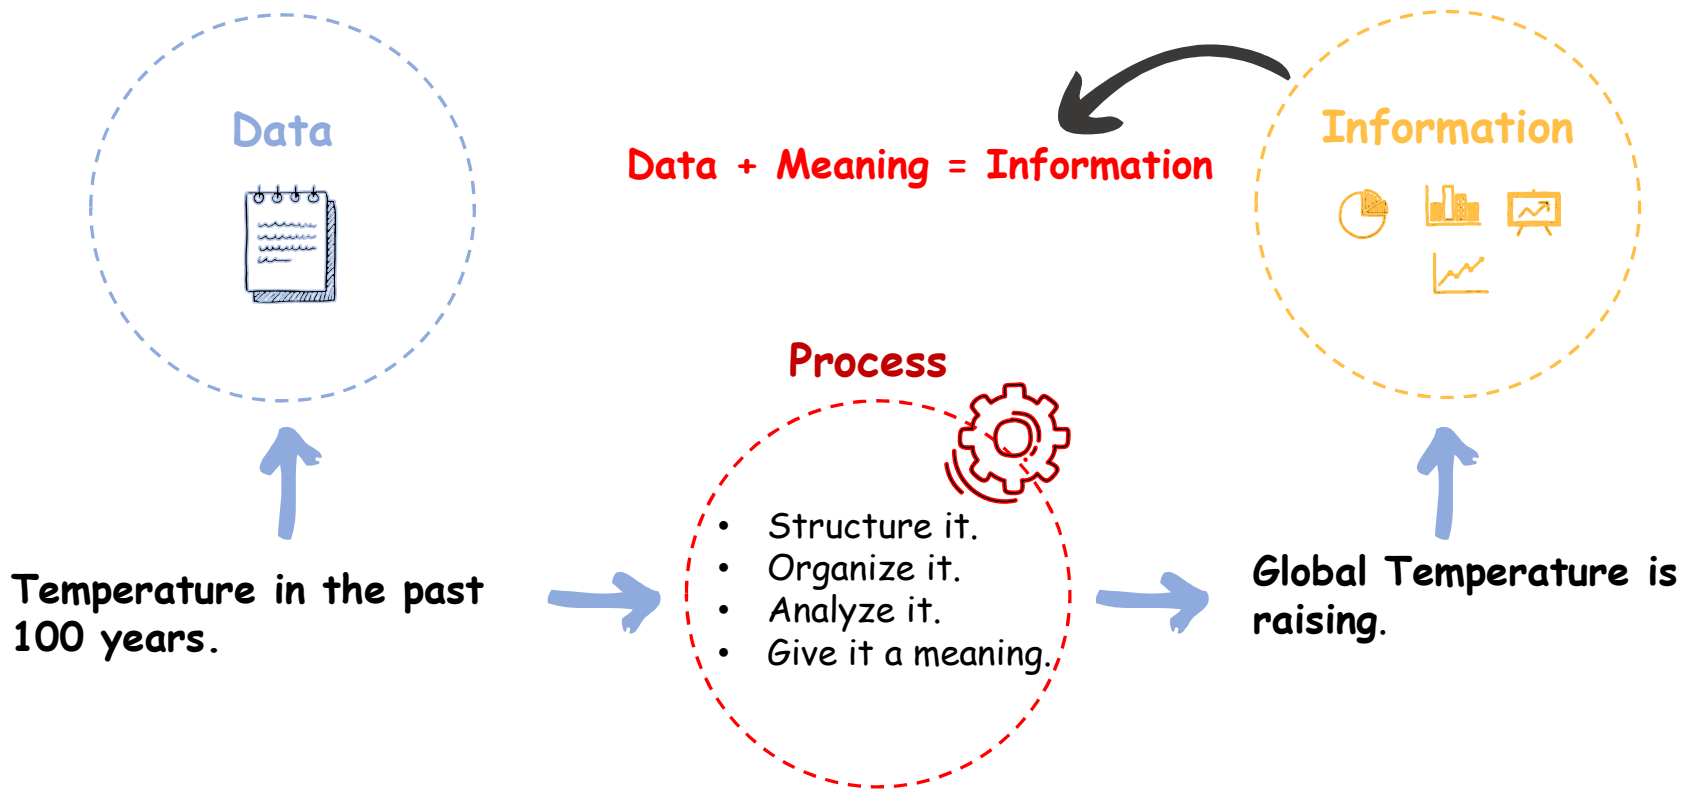 Data
Data + Meaning = Information
Information
Process
• Structure it.
• Organize it.
• Analyze it.
• Give it a meaning.
Temperature in the past
100 years.
Global Temperature is
raising.